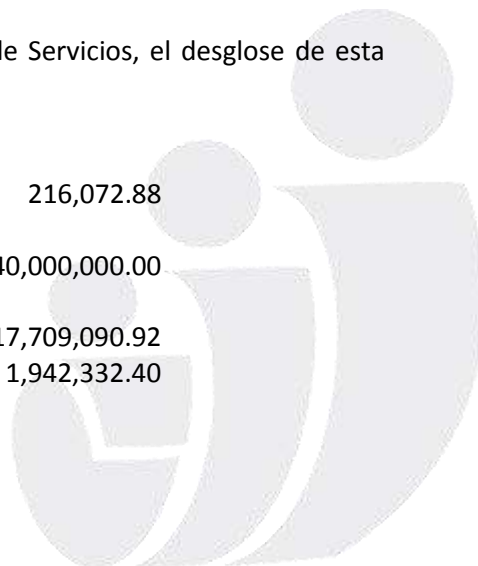 de Servicios, el desglose de esta
216,072.88
40,000,000.00
17,709,090.92
1,942,332.40